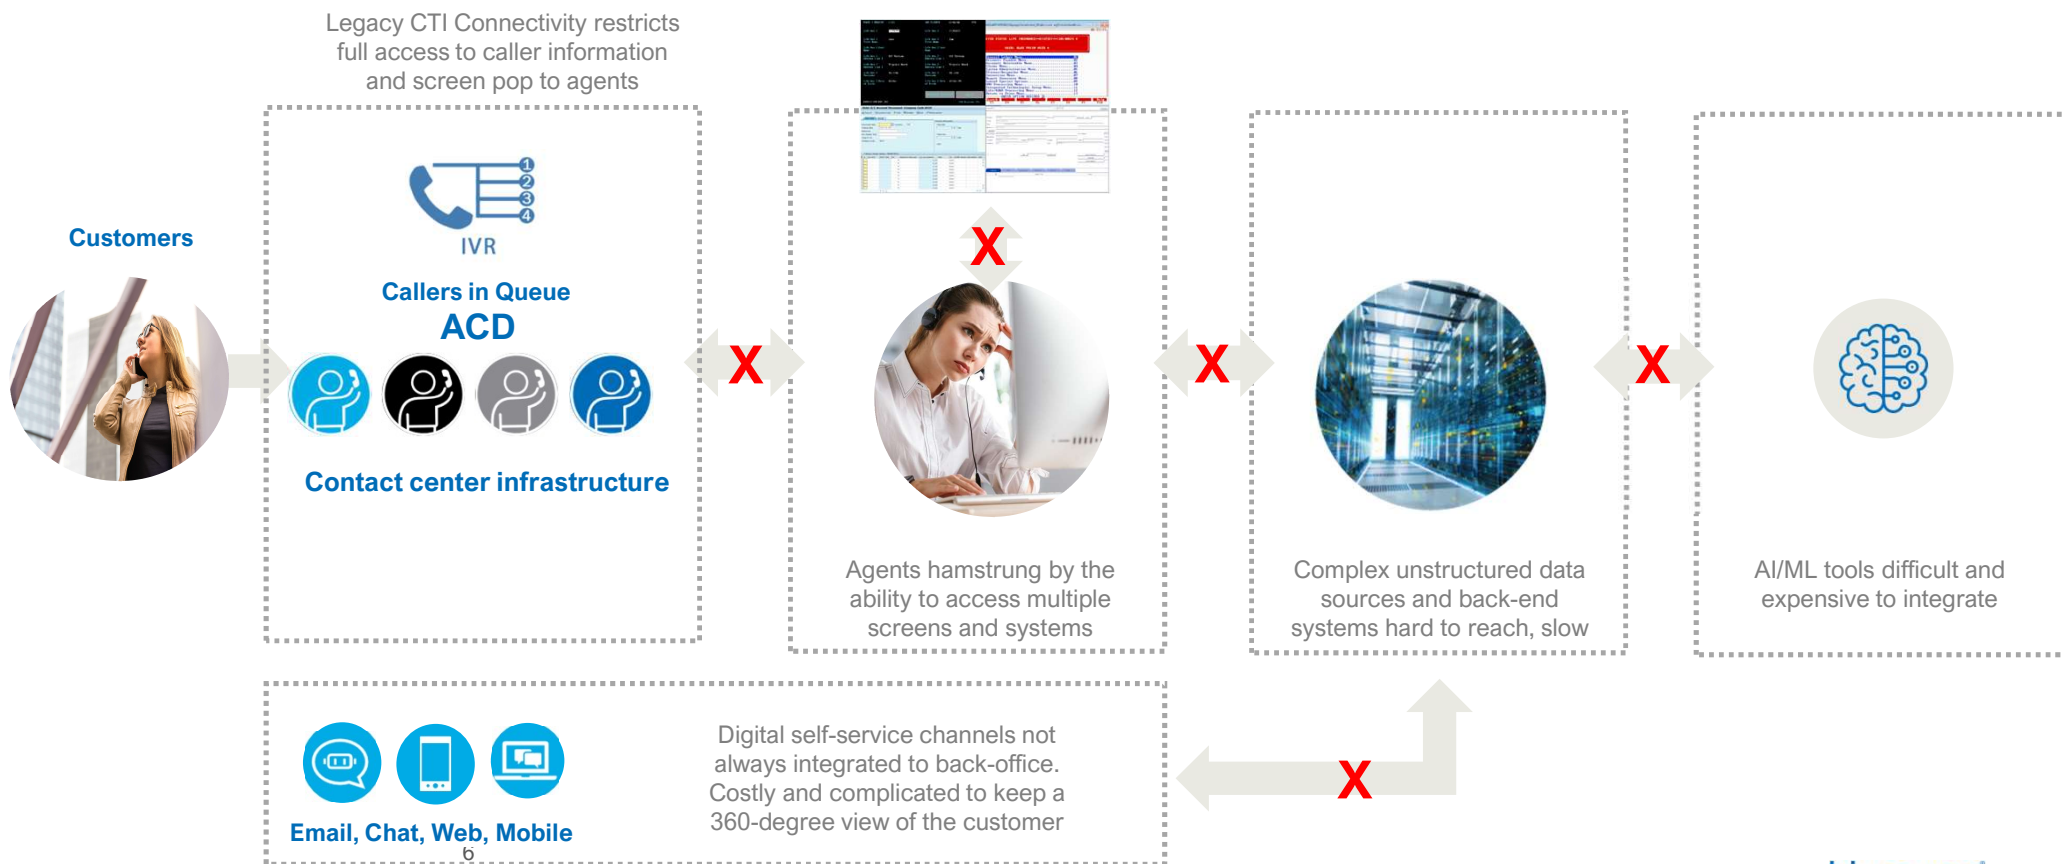 Legacy CTI Connectivity restricts
full access to caller information
and screen pop to agents
Customers
1
2
3
4
IVR
Callers in Queue
ACD
Contact center infrastructure
X
X
X
X
Agents hamstrung by the
ability to access multiple
screens and systems
Complex unstructured data
sources and back-end
systems hard to reach, slow
AI/ML tools difficult and
expensive to integrate
Email, Chat, Web, Mobile
Digital self-service channels not
always integrated to back-office.
Costly and complicated to keep a
360-degree view of the customer
X
6